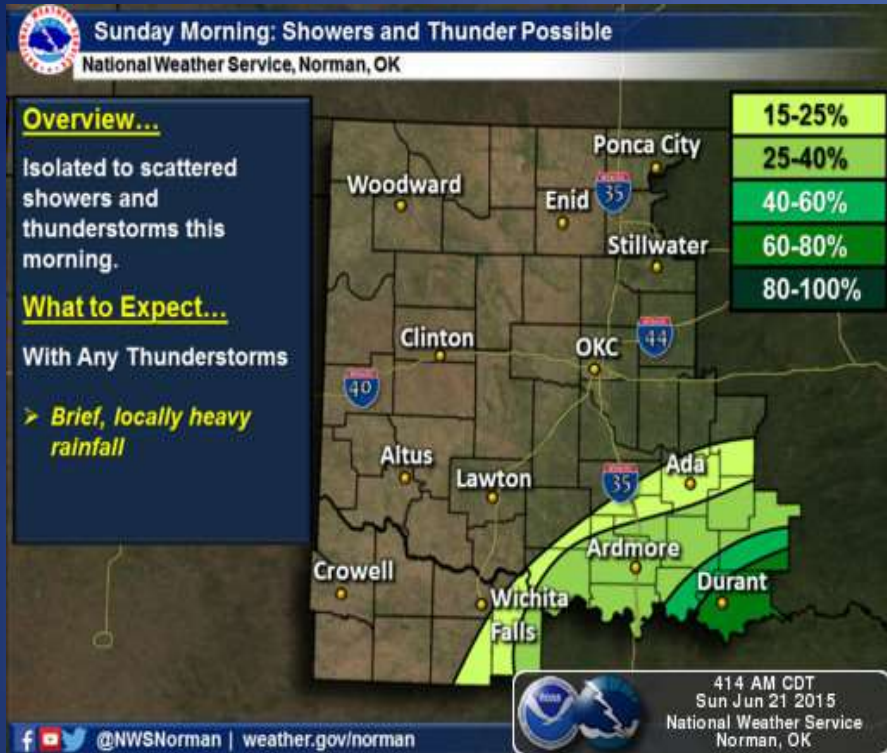 Sunday Morning: Showers and Thunder Possible
National Weather Service, Norman, OK
Overview...
Isolated to scattered
showers and
thunderstorms this
morning.
What to Expect...
With Any Thunderstorms
➤ Brief, locally heavy
rainfall
15-25%
25-40%
40-60%
60-80%
80-100%
Ponca City
Woodward
Enid
35
Stillwater
Clinton
OKC
44
40
Altus
Lawton
35
Ada
Ardmore
Crowell
Durant
Wichita
Falls
414 AM CDT
Sun Jun 21 2015
National Weather Service
Norman, OK
@NWSNorman | weather.gov/norman